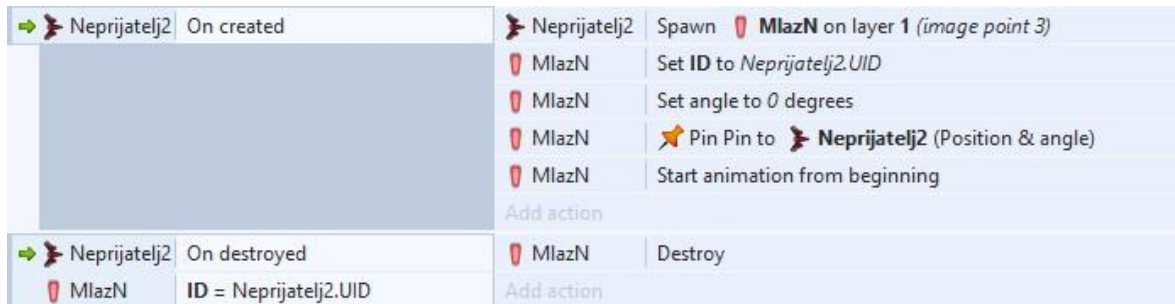 Neprijatelj2 On created Neprijatelj2 Spawn MlazN on layer 1 (image point 3)
MlazN Set ID to Neprijatelj2.UID
MlazN Set angle to 0 degrees
MlazN Pin Pin to Neprijatelj2 (Position & angle)
MlazN Start animation from beginning
Add action
Neprijatelj2 On destroyed MlazN Destroy
MlazN ID = Neprijatelj2.UID Add action